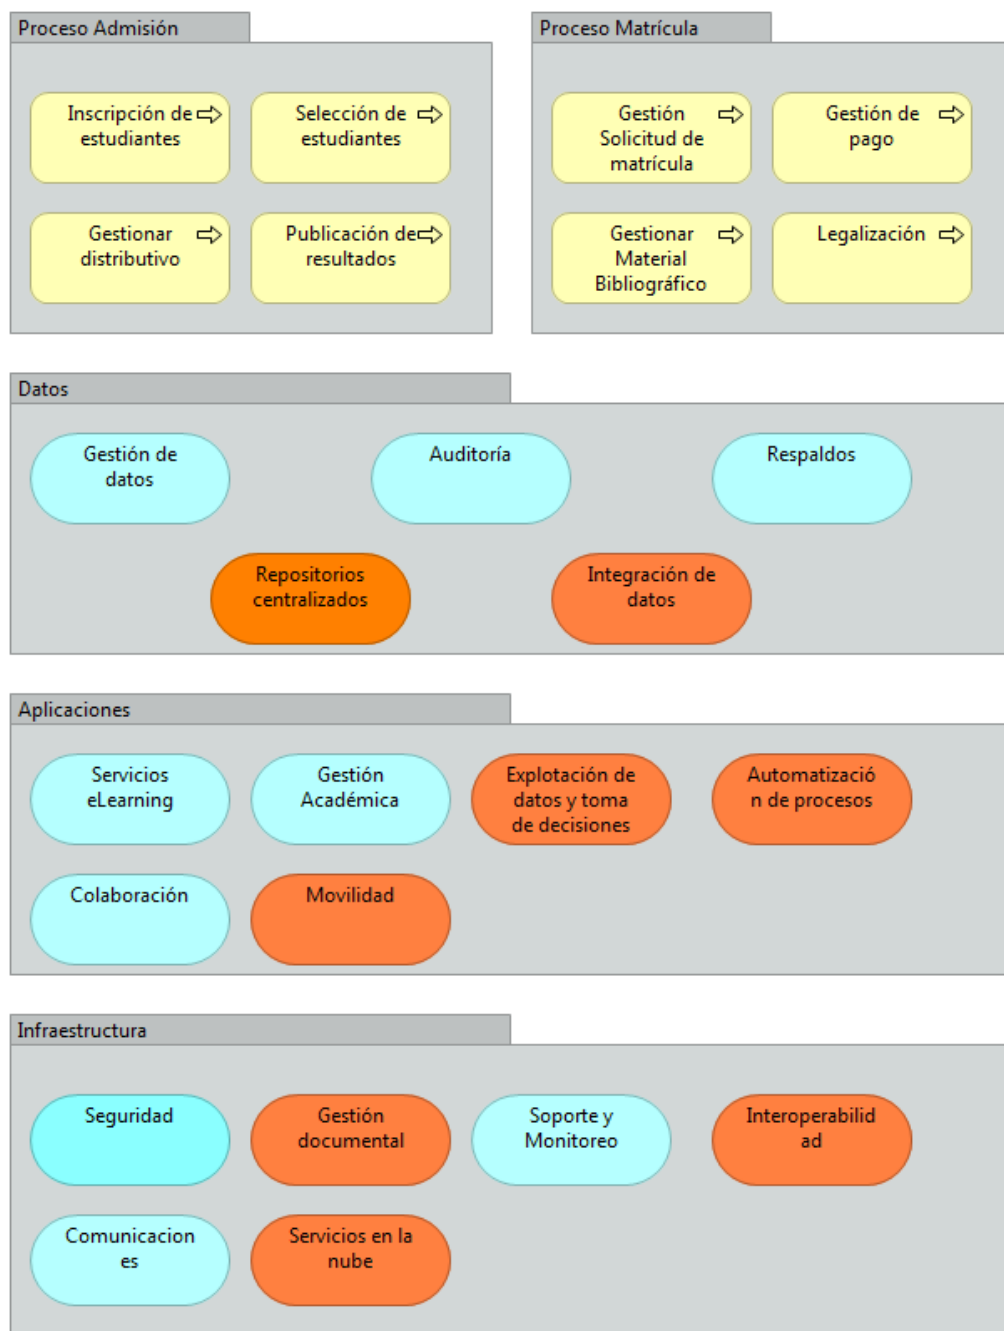 Proceso Admisión
Proceso Matrícula
Inscripción de
estudiantes
Selección de
estudiantes
Gestión
Solicitud de
matrícula
Gestión de
pago
Gestionar
distributivo
Publicación de
resultados
Gestionar
Material
Bibliográfico
Legalización
Datos
Gestión de
datos
Auditoría
Respaldos
Repositorios
centralizados
Integración de
datos
Aplicaciones
Servicios
eLearning
Gestión
Académica
Explotación de
datos y toma
de decisiones
Automatizació
n de procesos
Colaboración
Movilidad
Infraestructura
Seguridad
Gestión
documental
Soporte y
Monitoreo
Interoperabilid
ad
Comunicacion
es
Servicios en la
nube